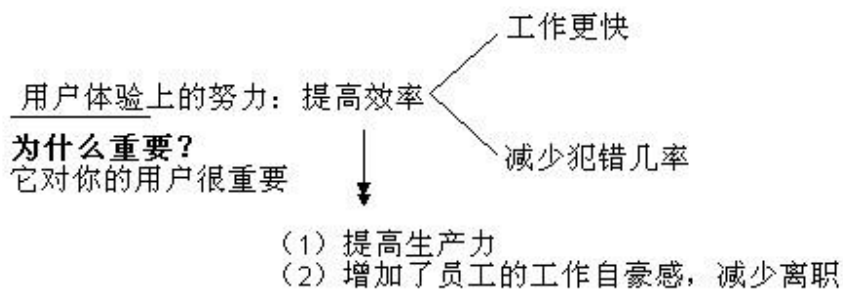 工作更快
用户体验上的努力：提高效率
为什么重要？
它对你的用户很重要
减少犯错几率
（1）提高生产力
（2）增加了员工的工作自豪感，减少离职